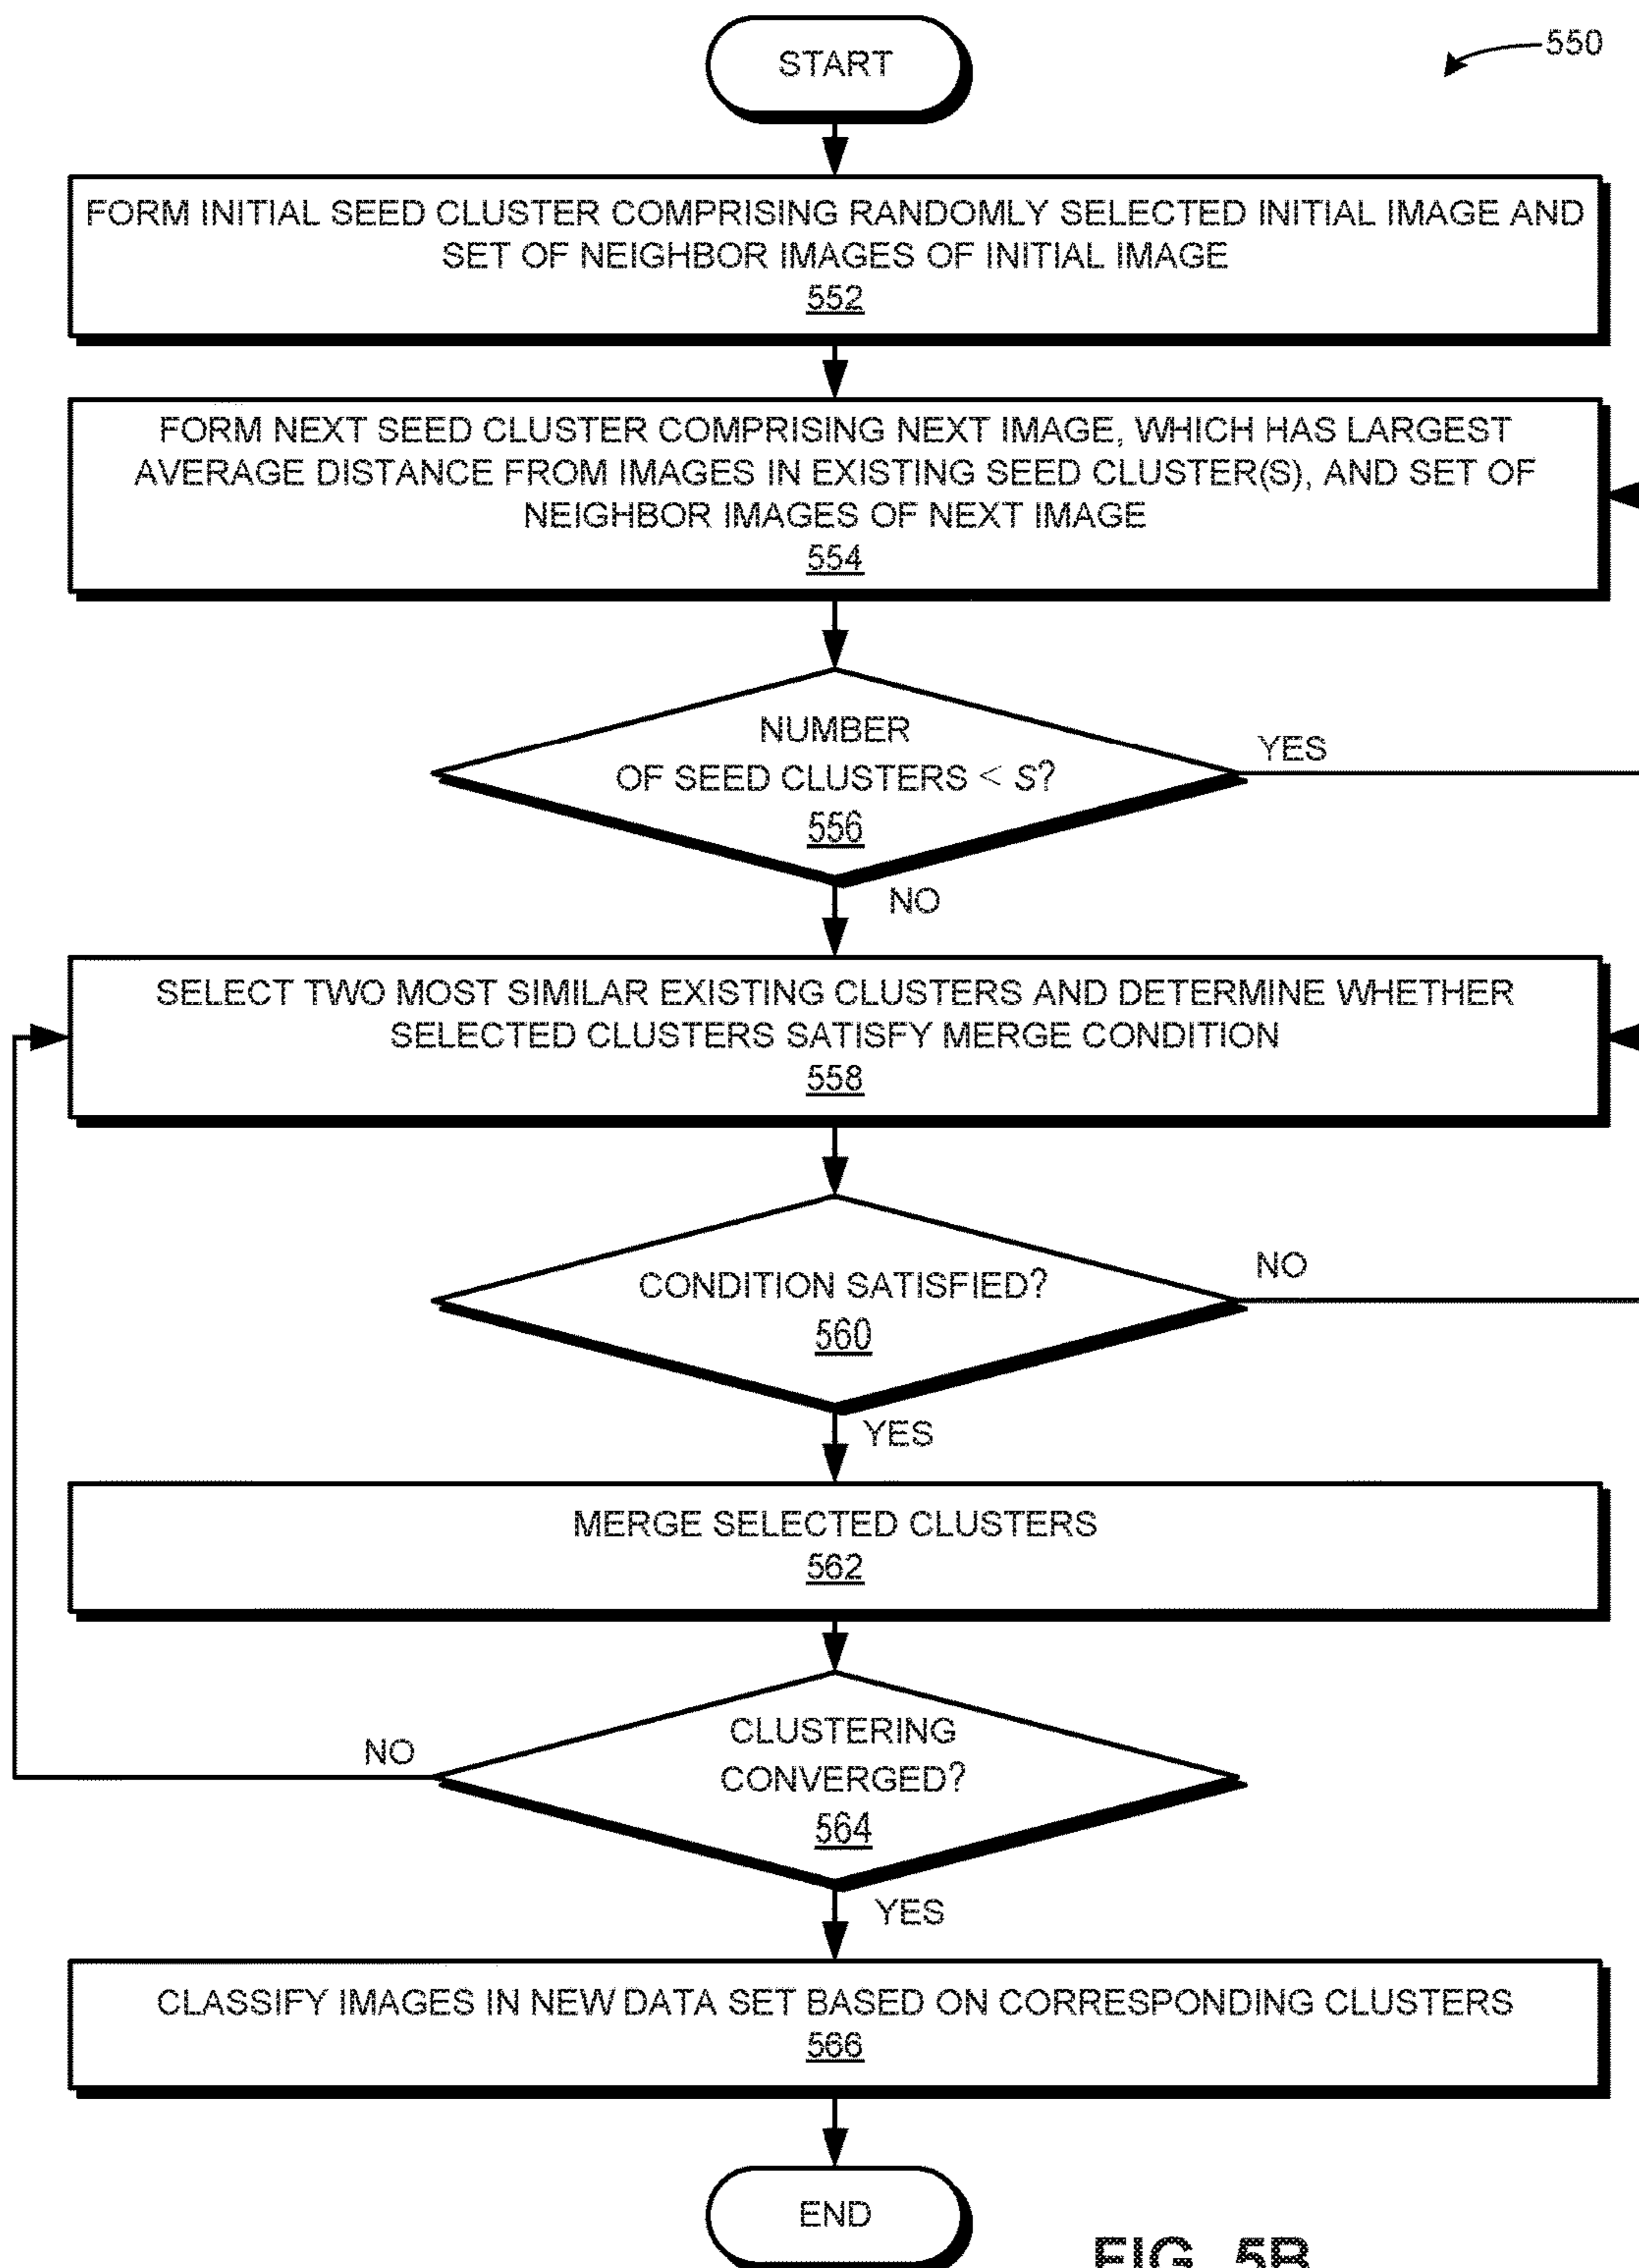 START
550
FORM INITIAL SEED CLUSTER COMPRISING RANDOMLY SELECTED INITIAL IMAGE AND
SET OF NEIGHBOR IMAGES OF INITIAL IMAGE
552
FORM NEXT SEED CLUSTER COMPRISING NEXT IMAGE, WHICH HAS LARGEST
AVERAGE DISTANCE FROM IMAGES IN EXISTING SEED CLUSTER(S), AND SET OF
NEIGHBOR IMAGES OF NEXT IMAGE
554
NUMBER
OF SEED CLUSTERS < S?
556
YES
NO
SELECT TWO MOST SIMILAR EXISTING CLUSTERS AND DETERMINE WHETHER
SELECTED CLUSTERS SATISFY MERGE CONDITION
558
CONDITION SATISFIED?
560
NO
YES
MERGE SELECTED CLUSTERS
562
CLUSTERING
CONVERGED?
564
NO
YES
CLASSIFY IMAGES IN NEW DATA SET BASED ON CORRESPONDING CLUSTERS
566
END
FIG. 5B